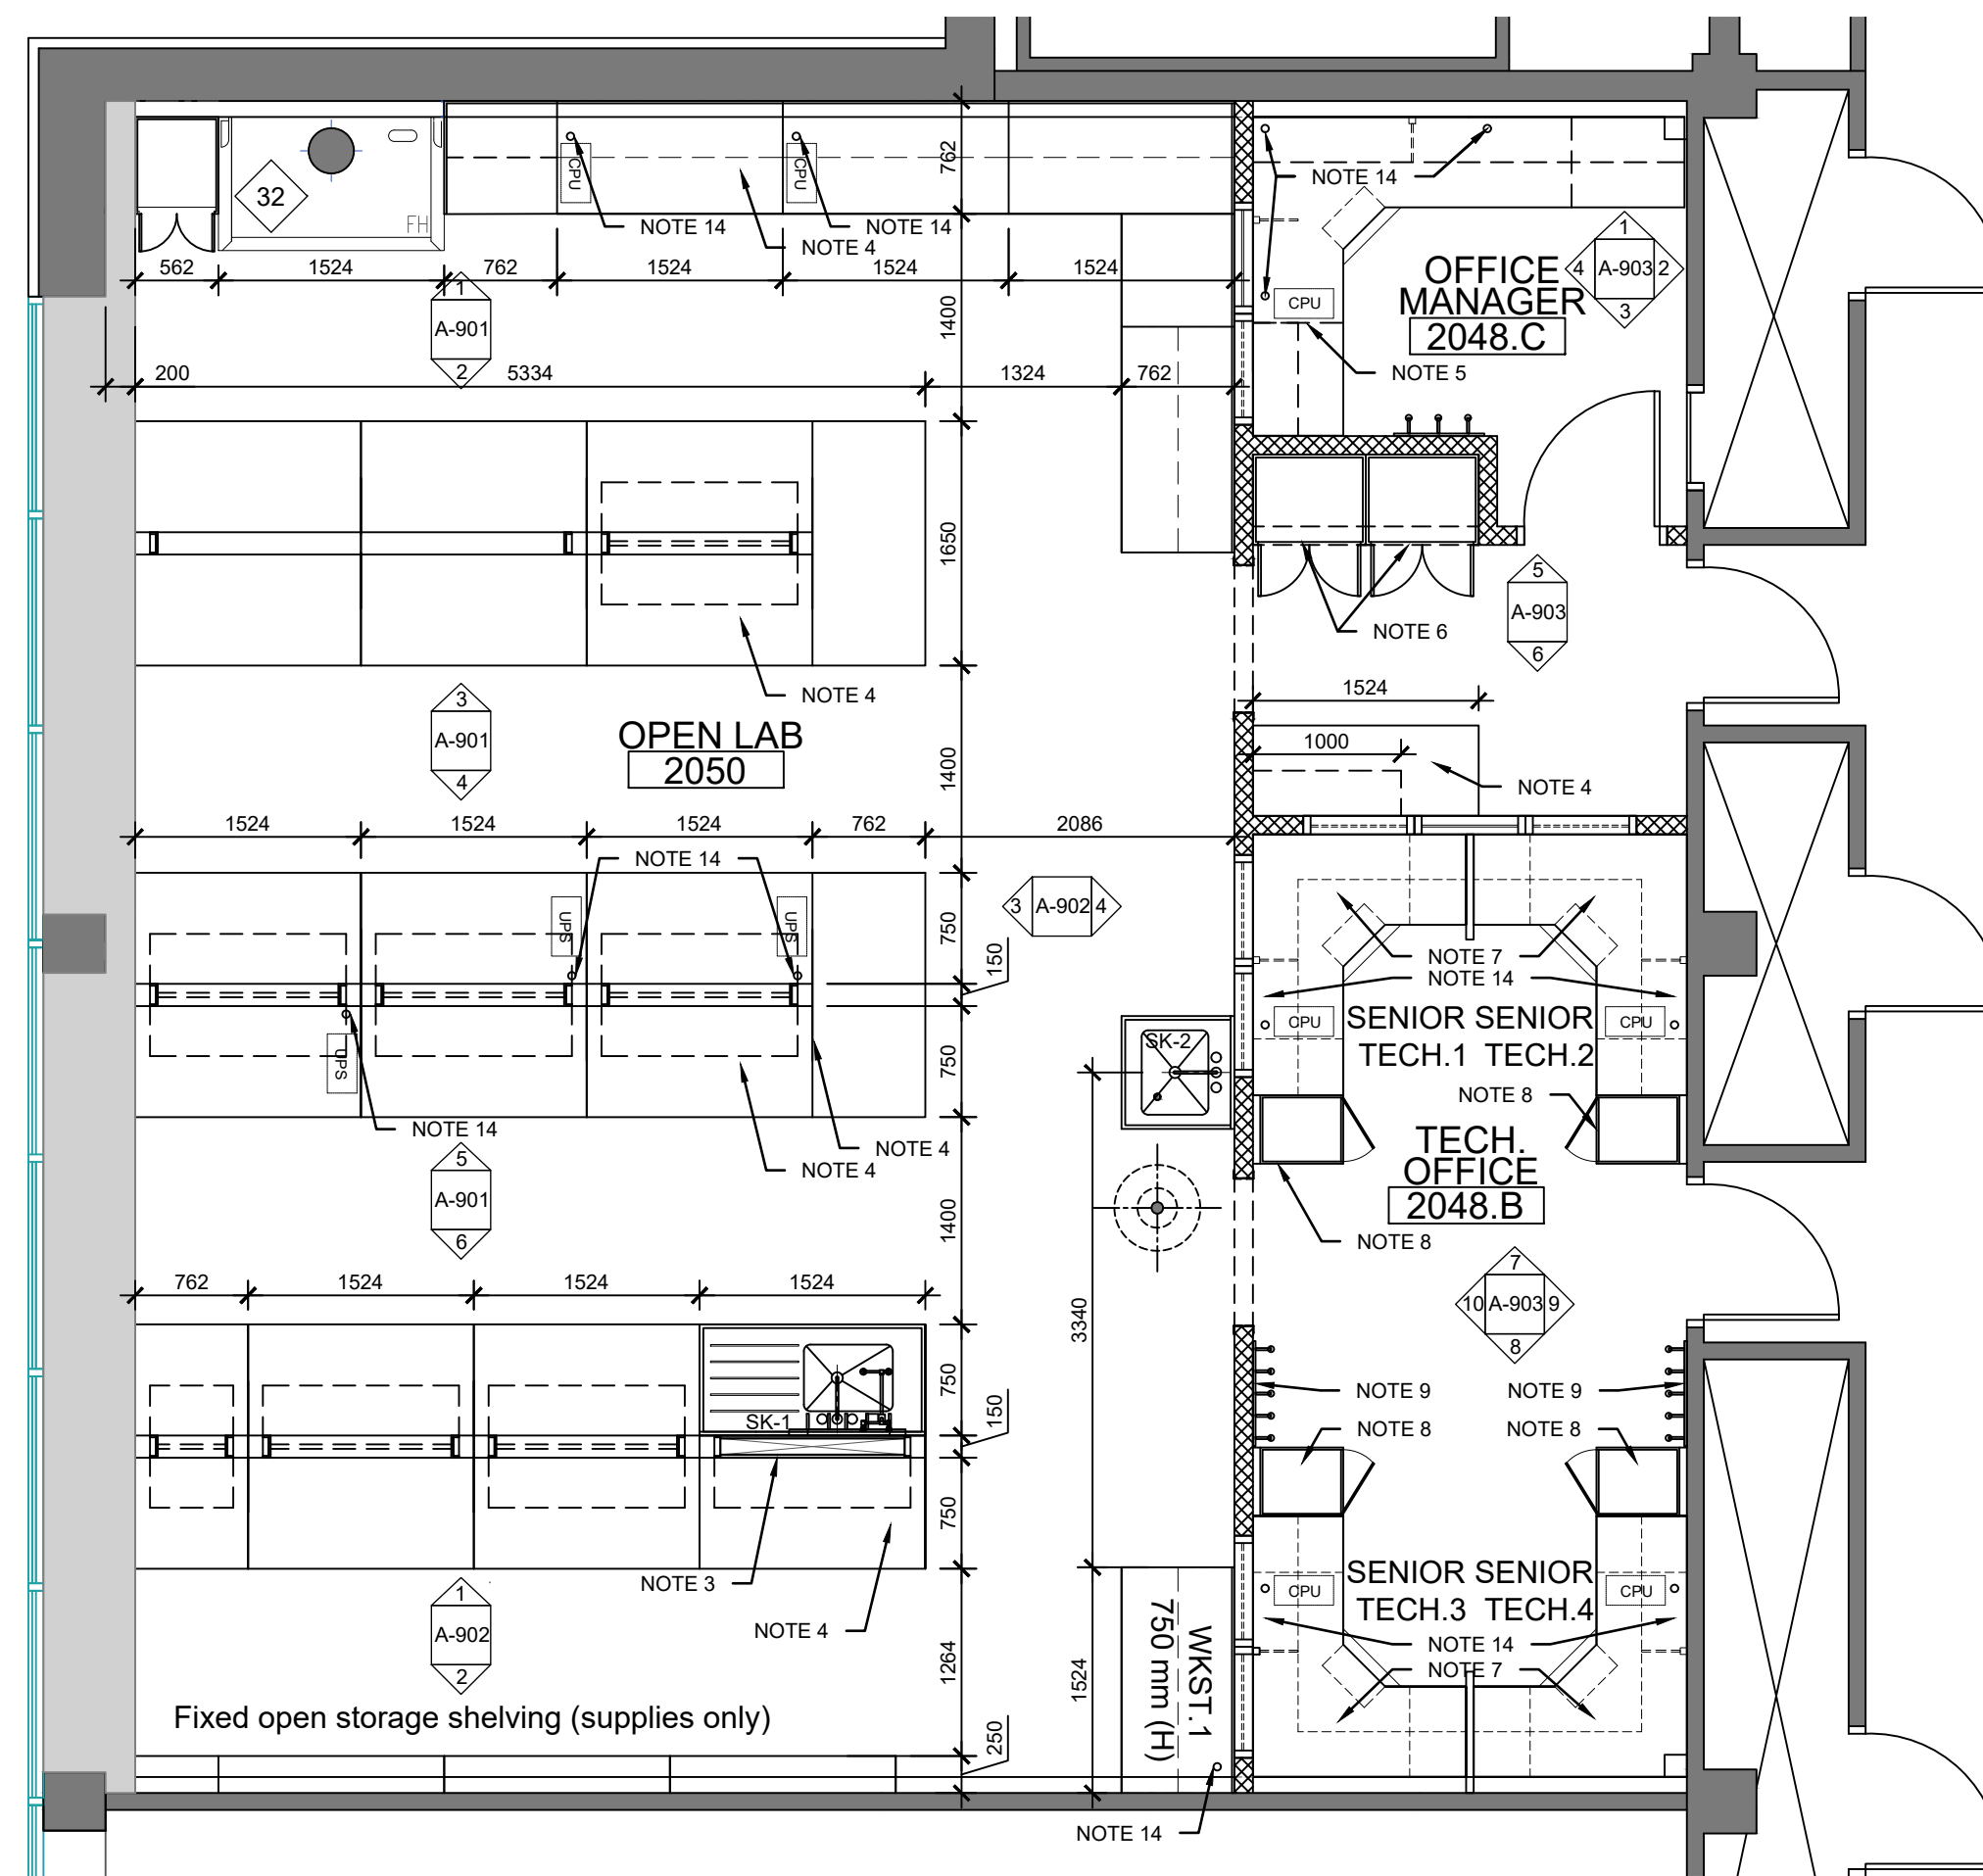 32
FH
CPU
CPU
762
NOTE 14
NOTE 4
NOTE 14
562
1524
762
1524
1524
1524
NOTE 14
OFFICE
MANAGER
2048.C
CPU
1
4 A-903 2
3
NOTE 5
1
A-901
2
1400
200
5334
1324
762
1650
NOTE 4
NOTE 6
5
A-903
6
3
A-901
4
OPEN LAB
2050
1400
1524
1000
NOTE 4
1524
1524
1524
762
2086
NOTE 14
UPS
UPS
UPS
750
150
750
3 A-902 4
NOTE 7
NOTE 14
CPU
SENIOR
TECH.1
SENIOR
TECH.2
CPU
SK-2
NOTE 14
NOTE 4
NOTE 4
NOTE 8
TECH.
OFFICE
2048.B
NOTE 8
5
A-901
6
1400
3340
7
10 A-903 9
8
762
1524
1524
1524
SK-1
750
150
750
NOTE 9
NOTE 9
NOTE 8
NOTE 8
NOTE 3
NOTE 4
CPU
SENIOR
TECH.3
SENIOR
TECH.4
CPU
NOTE 14
NOTE 7
1
A-902
2
1264
1524
WKST.1
750 mm (H)
Fixed open storage shelving (supplies only)
250
NOTE 14